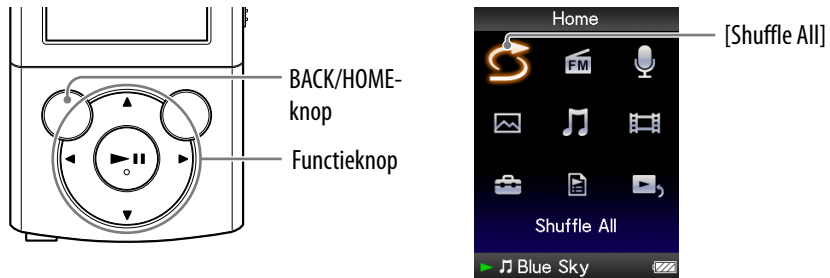 BACK/HOME-
knop
Functieknop
Home
[Shuffle All]
FM
Shuffle All
Blue Sky